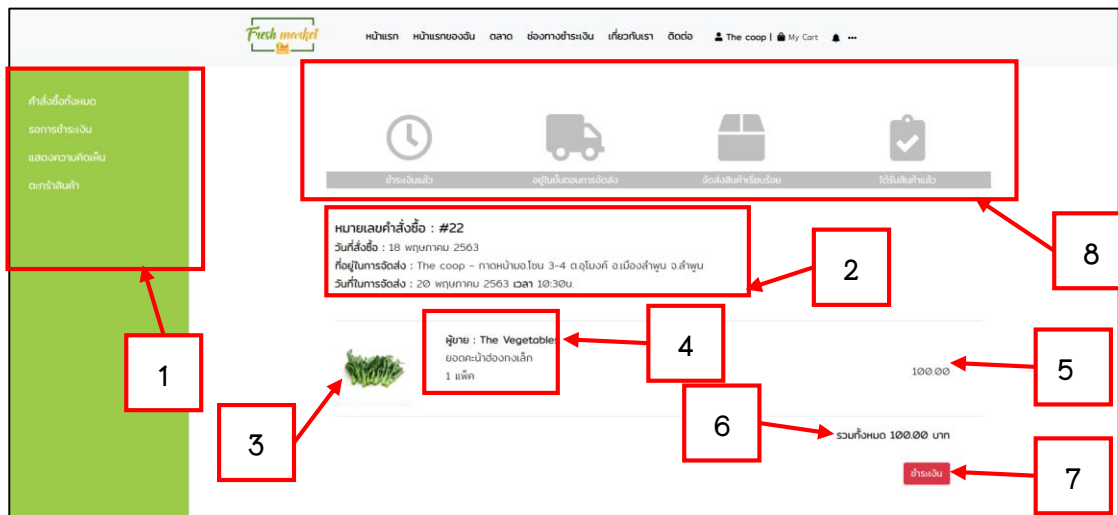 Fresh market
หน้าแรก หน้าแรกของฉัน ตลาด ช่องทางชำระเงิน เกี่ยวกับเรา ติดต่อ The coop | My Cart
คำสั่งซื้อทั้งหมด
รอการชำระเงิน
แสดงความคิดเห็น
ตะกร้าสินค้า
1
ชำระเงินแล้ว อยู่ในขั้นตอนการจัดส่ง จัดส่งสินค้าเรียบร้อย ได้รับสินค้าแล้ว
8
หมายเลขคำสั่งซื้อ : #22
วันที่สั่งซื้อ : 18 พฤษภาคม 2563
ที่อยู่ในการจัดส่ง : The coop - กาดหน้ามอ.โซน 3-4 ต.อุโมงค์ อ.เมืองลำพูน จ.ลำพูน
วันที่ในการจัดส่ง : 20 พฤษภาคม 2563 เวลา 10:30น.
2
3
ผู้ขาย : The Vegetables
ยอดคะน้าฮ่องกงเล็ก
1 แพ็ค
4
100.00
5
6
รวมทั้งหมด 100.00 บาท
ชำระเงิน
7